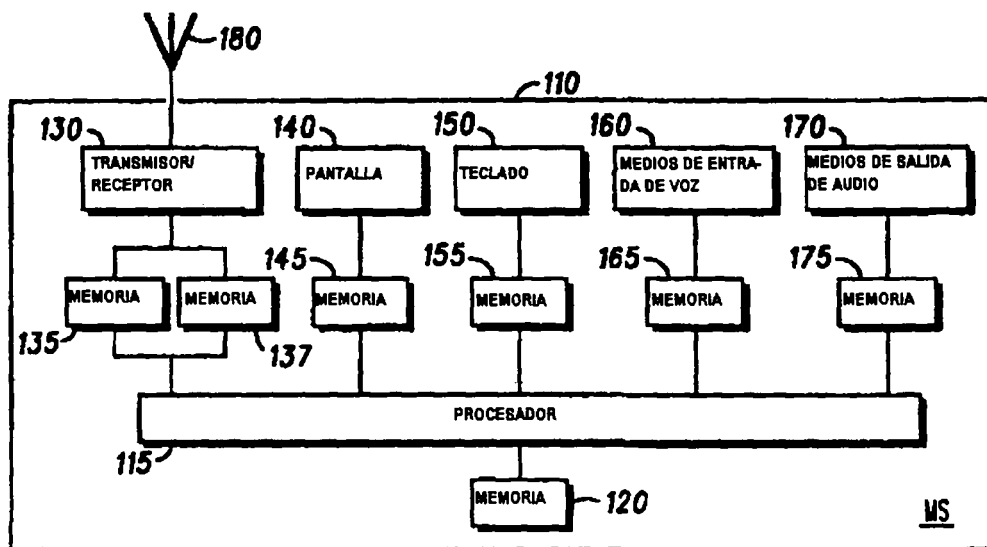 180
110
130
140
150
160
170
TRANSMISOR/
RECEPTOR
PANTALLA
TECLADO
MEDIOS DE ENTRA-
DA DE VOZ
MEDIOS DE SALIDA
DE AUDIO
145
155
165
175
MEMORIA
MEMORIA
MEMORIA
MEMORIA
MEMORIA
MEMORIA
135
137
PROCESADOR
115
MEMORIA
120
MS